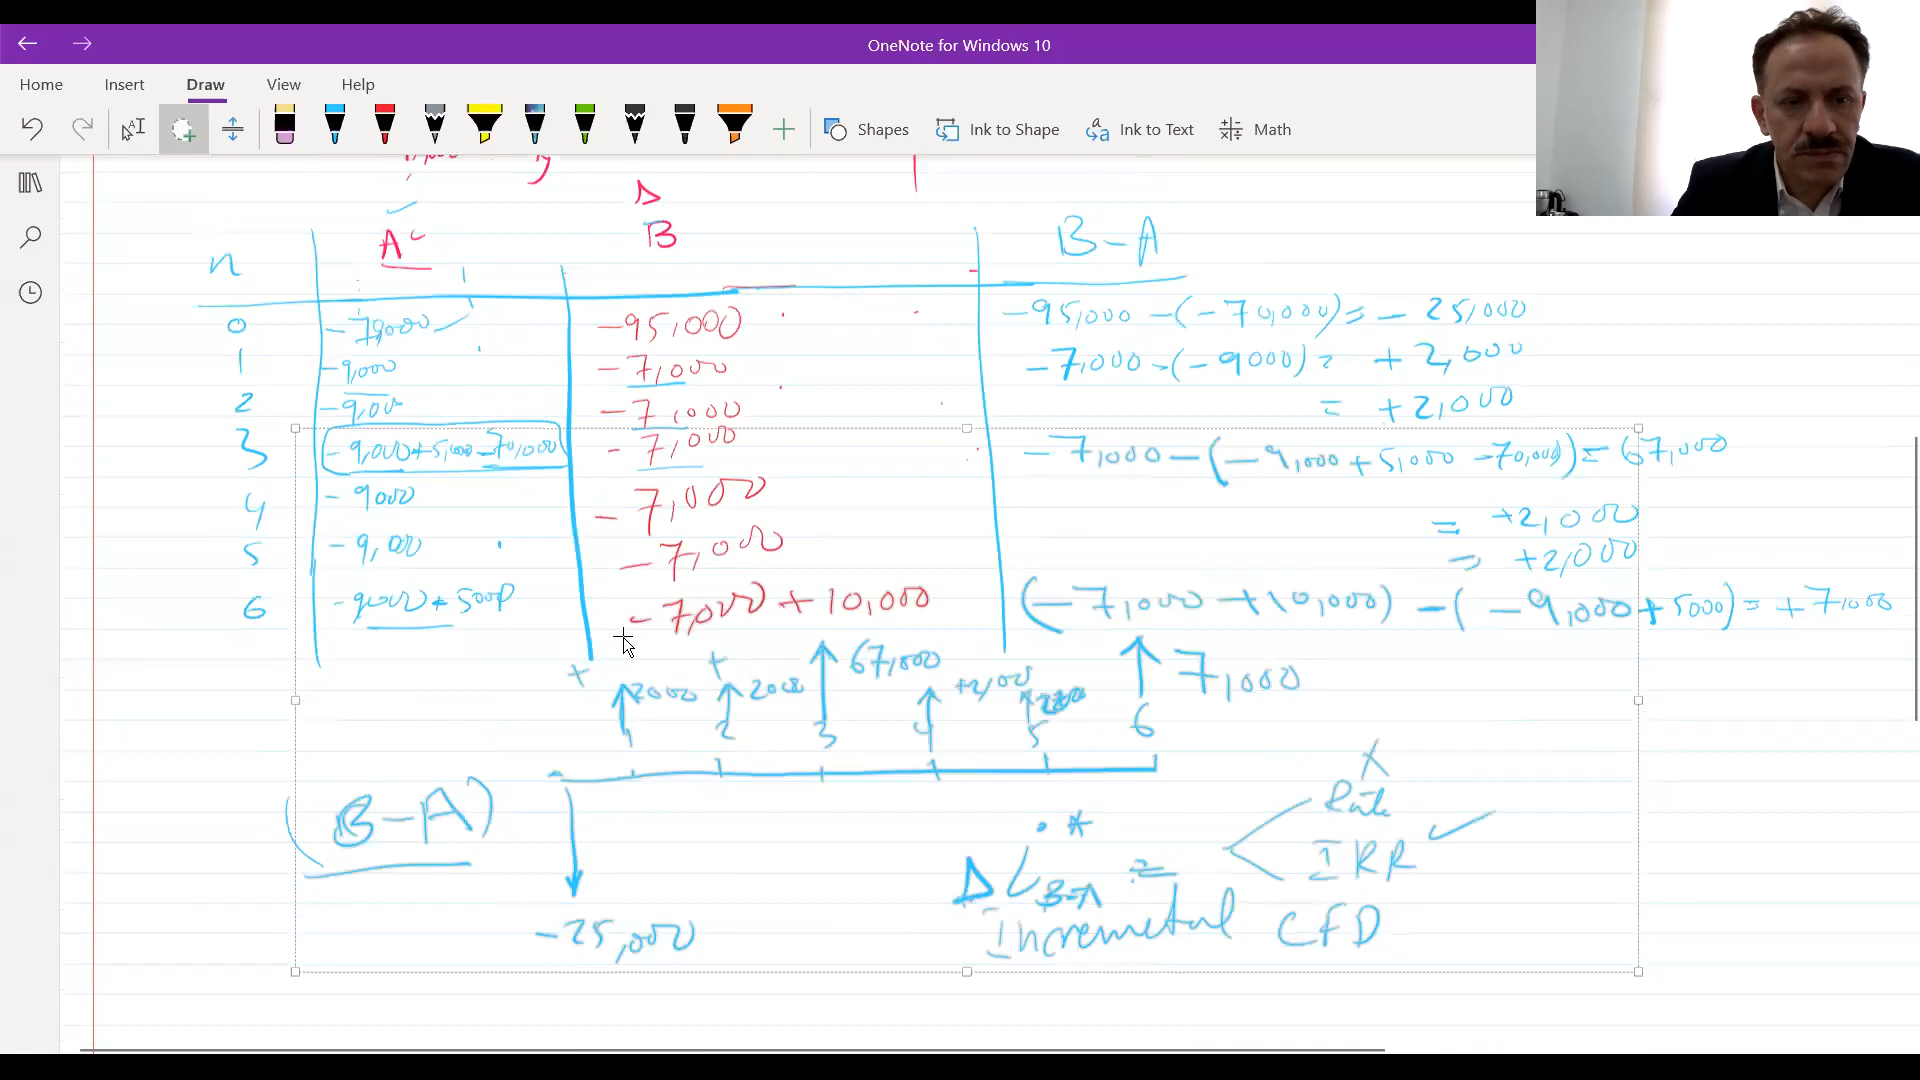 OneNote for Windows 10
Home Insert Draw View Help
Shapes Ink to Shape Ink to Text Math
n A B B-A
0 -70,000 -95,000 -95,000 -(-70,000) = - 25,000
1 -9,000 -7,000 -7,000 -(-9000) = + 2,000
2 -9,000 -7,000 = +2,000
3 -9,000+5,000-70,000 -7,000 -7,000 -(-9,000+5,000 -70,000) = 67,000
4 -9000 -7,000 = +2,000
5 -9,000 -7,000 = +2,000
6 -9000+5000 -7,000 + 10,000 (-7,000 +10,000) -(-9,000+5000) = +7,000
+ 2000 + 2000 67,000 +2,000 7,000
1 2 3 4 5 6
(B-A)
-25,000
X
Rate
Δi* B-A = IRR
Incremetal CFD